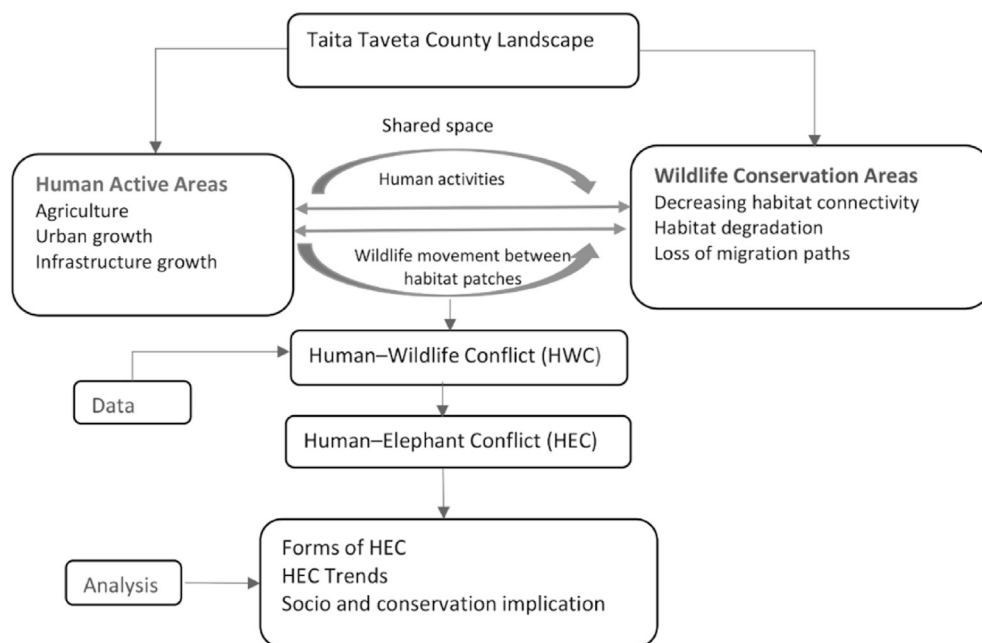 Taita Taveta County Landscape
Shared space
Human Active Areas
Agriculture
Urban growth
Infrastructure growth
Human activities
Wildlife movement between
habitat patches
Wildlife Conservation Areas
Decreasing habitat connectivity
Habitat degradation
Loss of migration paths
Human–Wildlife Conflict (HWC)
Data
Human–Elephant Conflict (HEC)
Forms of HEC
HEC Trends
Socio and conservation implication
Analysis